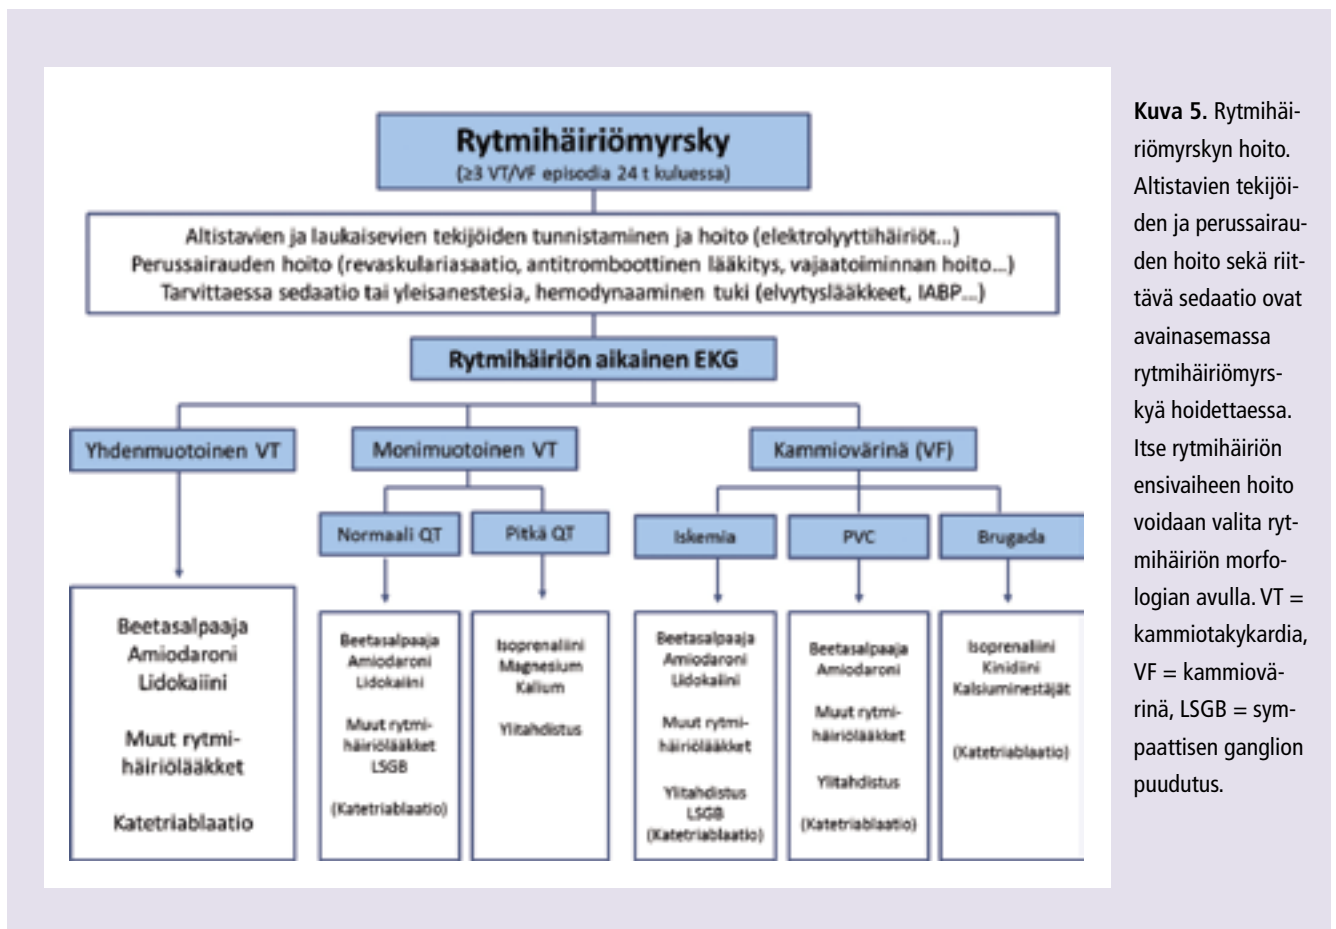 Rytmihäiriömyrsky
(≥3 VT/VF episodia 24 t kuluessa)
Altistavien ja laukaisevien tekijöiden tunnistaminen ja hoito (elektrolyyttihäiriöt...)
Perussairauden hoito (revaskulariasaatio, antitromboottinen lääkitys, vajaatoiminnan hoito...)
Tarvittaessa sedaatio tai yleisanestesia, hemodynaaminen tuki (elvytyslääkkeet, IABP...)
Rytmihäiriön aikainen EKG
Yhdenmuotoinen VT
Monimuotoinen VT
Kammiovärinä (VF)
Normaali QT
Pitkä QT
Iskemia
PVC
Brugada
Beetasalpaaja
Amiodaroni
Lidokaiini
Muut rytmi-
häiriölääkket
Katetriablaatio
Beetasalpaaja
Amiodaroni
Lidokaiini
Muut rytmi-
häiriölääkket
LSGB
(Katetriablaatio)
Isoprenaliini
Magnesium
Kalium
Ylitahdistus
Beetasalpaaja
Amiodaroni
Lidokaiini
Muut rytmi-
häiriölääkket
Ylitahdistus
LSGB
(Katetriablaatio)
Beetasalpaaja
Amiodaroni
Muut rytmi-
häiriölääkket
Ylitahdistus
(Katetriablaatio)
Isoprenaliini
Kinidiini
Kalsiuminestäjät
(Katetriablaatio)
Kuva 5. Rytmihäi-
riömyrskyn hoito.
Altistavien tekijöi-
den ja perussairau-
den hoito sekä riit-
tävä sedaatio ovat
avainasemassa
rytmihäiriömyrs-
kyä hoidettaessa.
Itse rytmihäiriön
ensivaiheen hoito
voidaan valita ryt-
mihäiriön morfo-
logian avulla. VT =
kammiotakykardia,
VF = kammiovä-
rinä, LSGB = sym-
paattisen ganglion
puudutus.